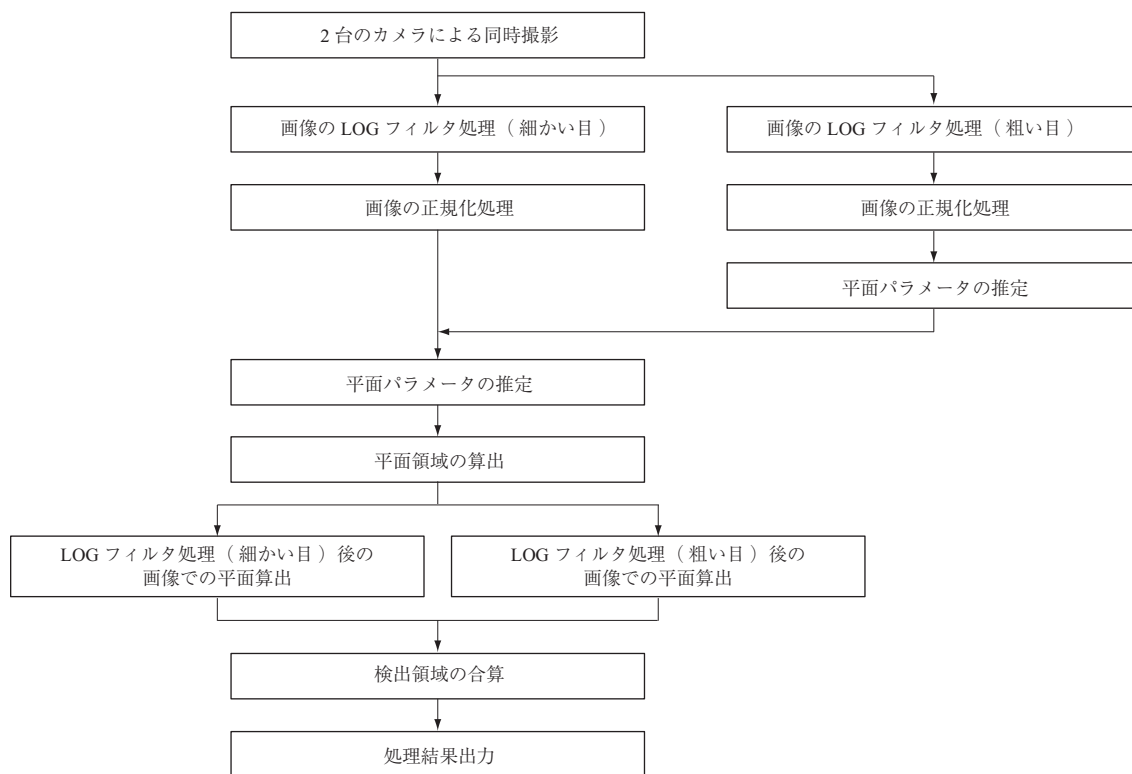 2 台のカメラによる同時撮影
画像の LOG フィルタ処理（ 細かい目 ）
画像の LOG フィルタ処理（ 粗い目 ）
画像の正規化処理
画像の正規化処理
平面パラメータの推定
平面パラメータの推定
平面領域の算出
LOG フィルタ処理（ 細かい目 ）後の
画像での平面算出
LOG フィルタ処理（ 粗い目 ）後の
画像での平面算出
検出領域の合算
処理結果出力